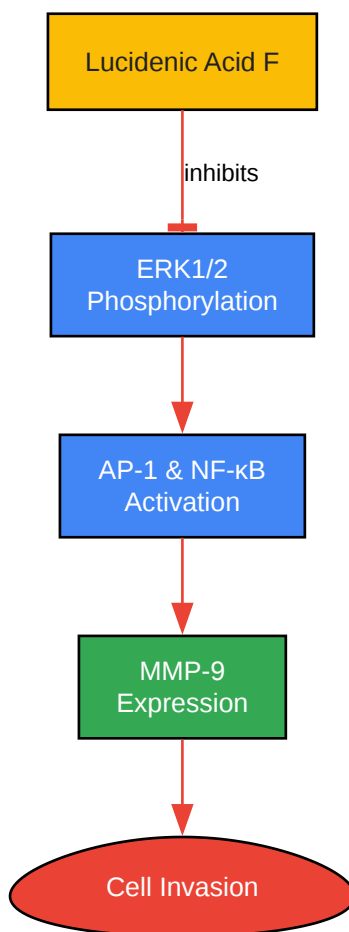 Lucidenic Acid F
inhibits
ERK1/2
Phosphorylation
AP-1 & NF-κB
Activation
MMP-9
Expression
Cell Invasion